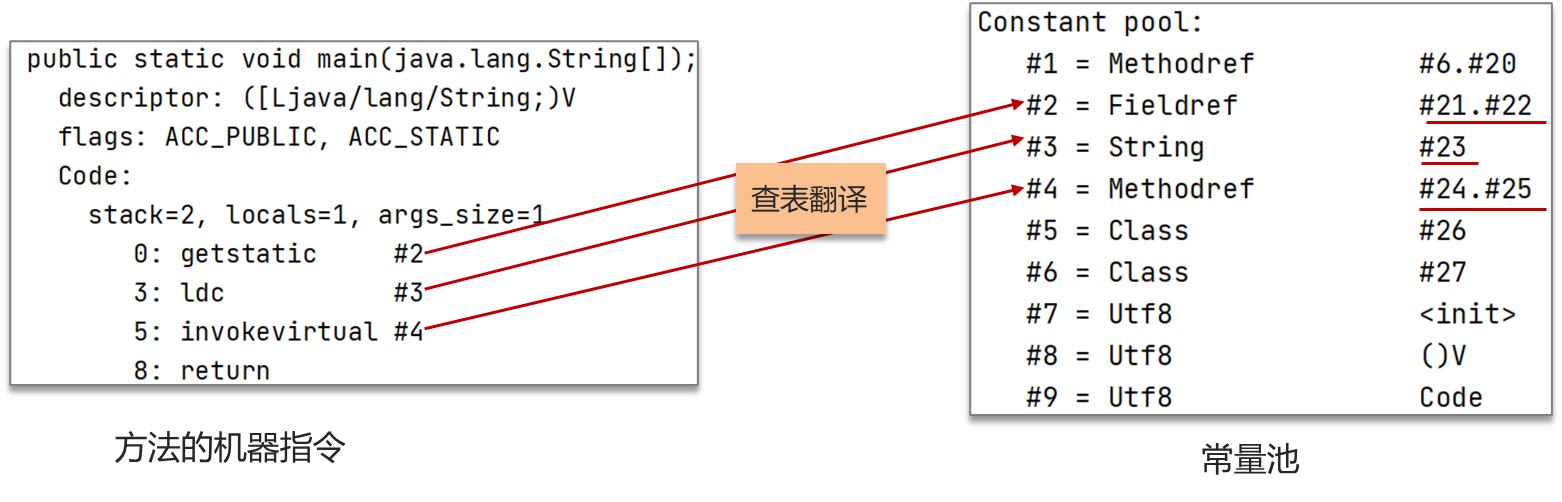 public static void main(java.lang.String[]);
descriptor: ([Ljava/lang/String;)V
flags: ACC_PUBLIC, ACC_STATIC
Code:
stack=2, locals=1, args_size=1
0: getstatic #2
3: ldc #3
5: invokevirtual #4
8: return
方法的机器指令
查表翻译
Constant pool:
#1 = Methodref #6.#20
#2 = Fieldref #21.#22
#3 = String #23
#4 = Methodref #24.#25
#5 = Class #26
#6 = Class #27
#7 = Utf8 <init>
#8 = Utf8 ()V
#9 = Utf8 Code
常量池